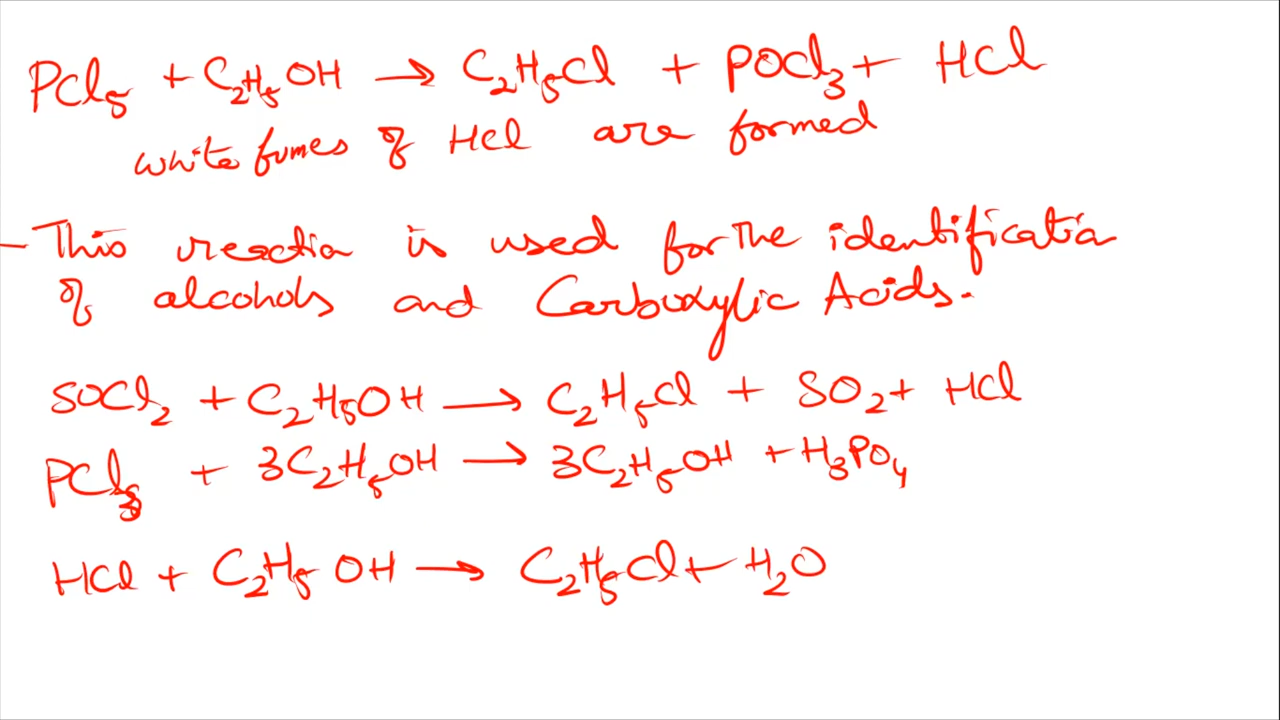 PCl₅ + C₂H₅OH → C₂H₅Cl + POCl₃ + HCl
white fumes of HCl are formed
- This reaction is used for the identification
of alcohols and Carboxylic Acids.
SOCl₂ + C₂H₅OH → C₂H₅Cl + SO₂ + HCl
PCl₃ + 3C₂H₅OH → 3C₂H₅OH + H₃PO₄
HCl + C₂H₅OH → C₂H₅Cl + H₂O